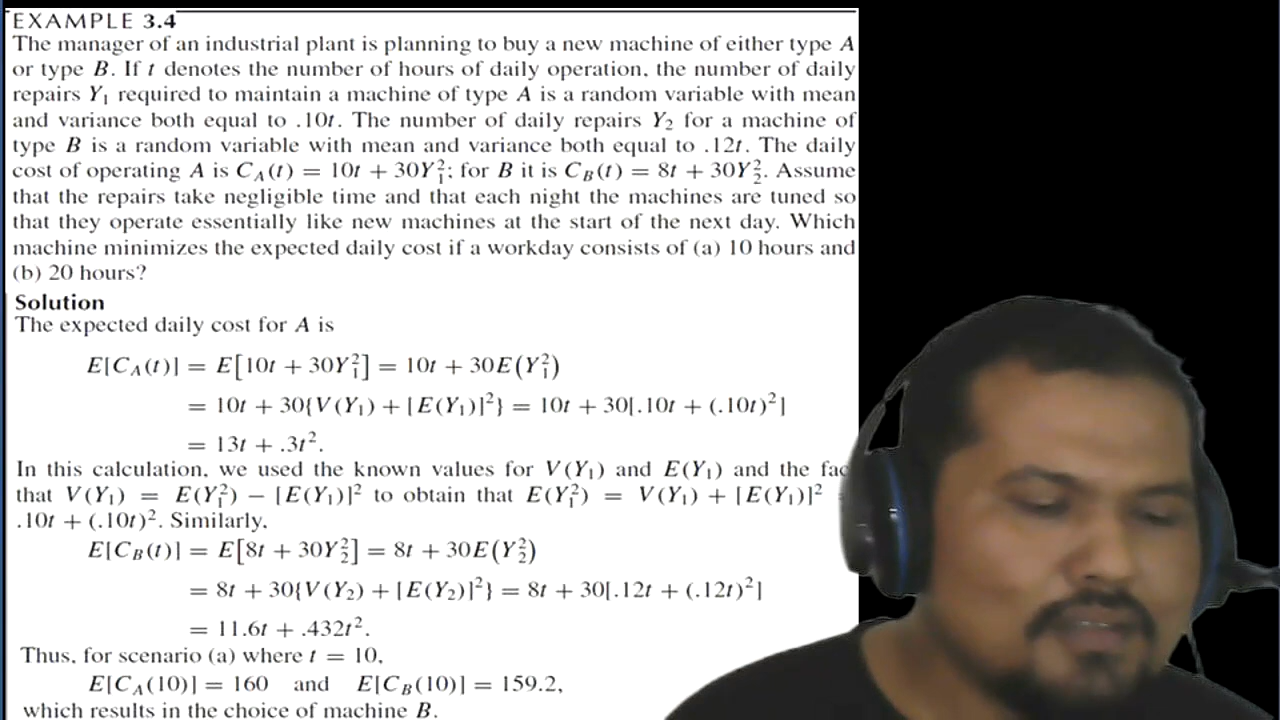 EXAMPLE 3.4
The manager of an industrial plant is planning to buy a new machine of either type A
or type B. If t denotes the number of hours of daily operation, the number of daily
repairs Y₁ required to maintain a machine of type A is a random variable with mean
and variance both equal to .10t. The number of daily repairs Y₂ for a machine of
type B is a random variable with mean and variance both equal to .12t. The daily
cost of operating A is C_A(t) = 10t + 30Y₁²; for B it is C_B(t) = 8t + 30Y₂². Assume
that the repairs take negligible time and that each night the machines are tuned so
that they operate essentially like new machines at the start of the next day. Which
machine minimizes the expected daily cost if a workday consists of (a) 10 hours and
(b) 20 hours?
Solution
The expected daily cost for A is
E[C_A(t)] = E[10t + 30Y₁²] = 10t + 30E(Y₁²)
= 10t + 30{V(Y₁) + [E(Y₁)]²} = 10t + 30[.10t + (.10t)²]
= 13t + .3t².
In this calculation, we used the known values for V(Y₁) and E(Y₁) and the
that V(Y₁) = E(Y₁²) − [E(Y₁)]² to obtain that E(Y₁²) = V(Y₁) + [E(Y₁)]²
.10t + (.10t)². Similarly,
E[C_B(t)] = E[8t + 30Y₂²] = 8t + 30E(Y₂²)
= 8t + 30{V(Y₂) + [E(Y₂)]²} = 8t + 30[.12t + (.12t)²]
= 11.6t + .432t².
Thus, for scenario (a) where t = 10,
E[C_A(10)] = 160 and E[C_B(10)] = 159.2,
which results in the choice of machine B.